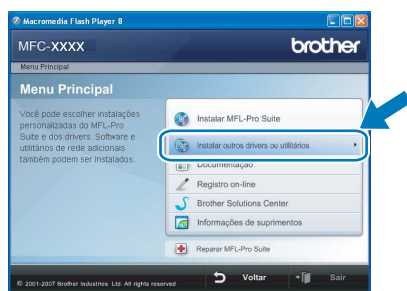 Macromedia Flash Player 8
MFC-XXXX
brother
Menu Principal
Menu Principal
Você pode escolher instalações
personalizadas do MFL-Pro
Suite e dos drivers. Software e
utilitários de rede adicionais
também podem ser instalados.
Instalar MFL-Pro Suite
Instalar outros drivers ou utilitários
Documentação
Registro on-line
Brother Solutions Center
Informações de suprimentos
Reparar MFL-Pro Suite
© 2001-2007 Brother Industries Ltd. All rights reserved
Voltar
Sair